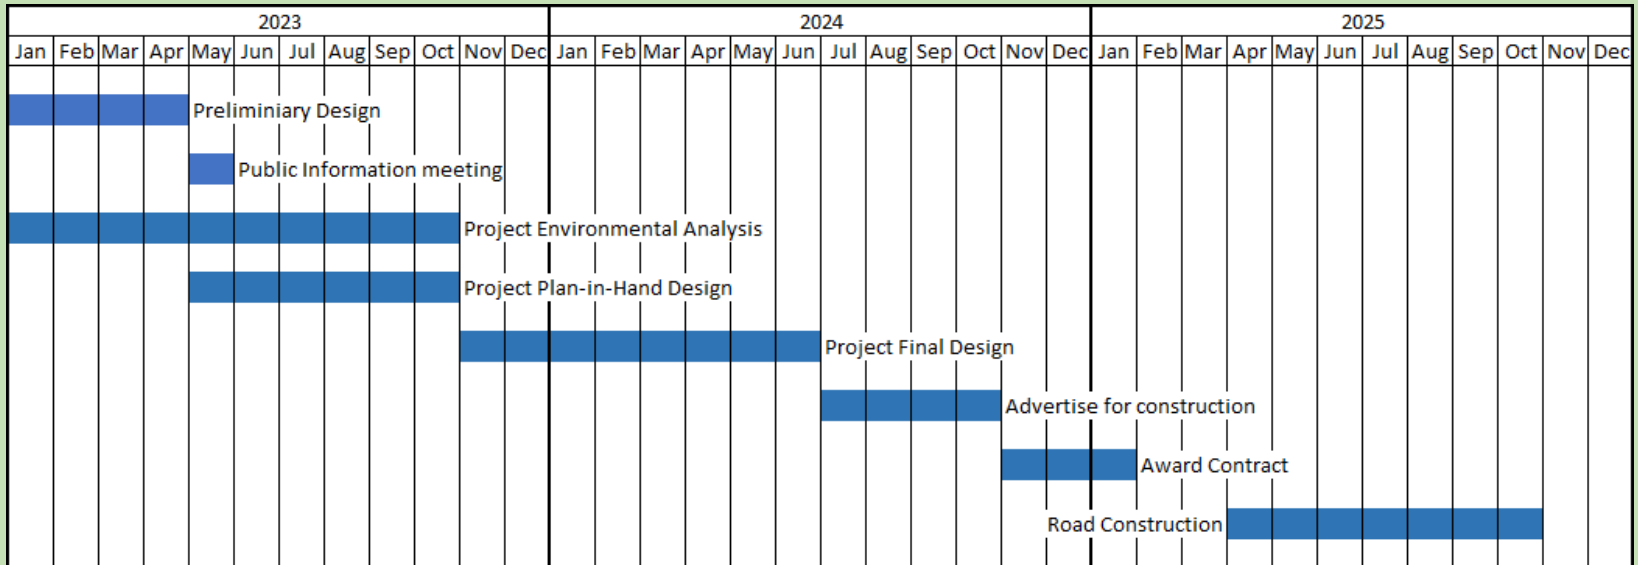 2023 2024 2025
Jan Feb Mar Apr May Jun Jul Aug Sep Oct Nov Dec Jan Feb Mar Apr May Jun Jul Aug Sep Oct Nov Dec Jan Feb Mar Apr May Jun Jul Aug Sep Oct Nov Dec
Preliminiary Design
Public Information meeting
Project Environmental Analysis
Project Plan-in-Hand Design
Project Final Design
Advertise for construction
Award Contract
Road Construction